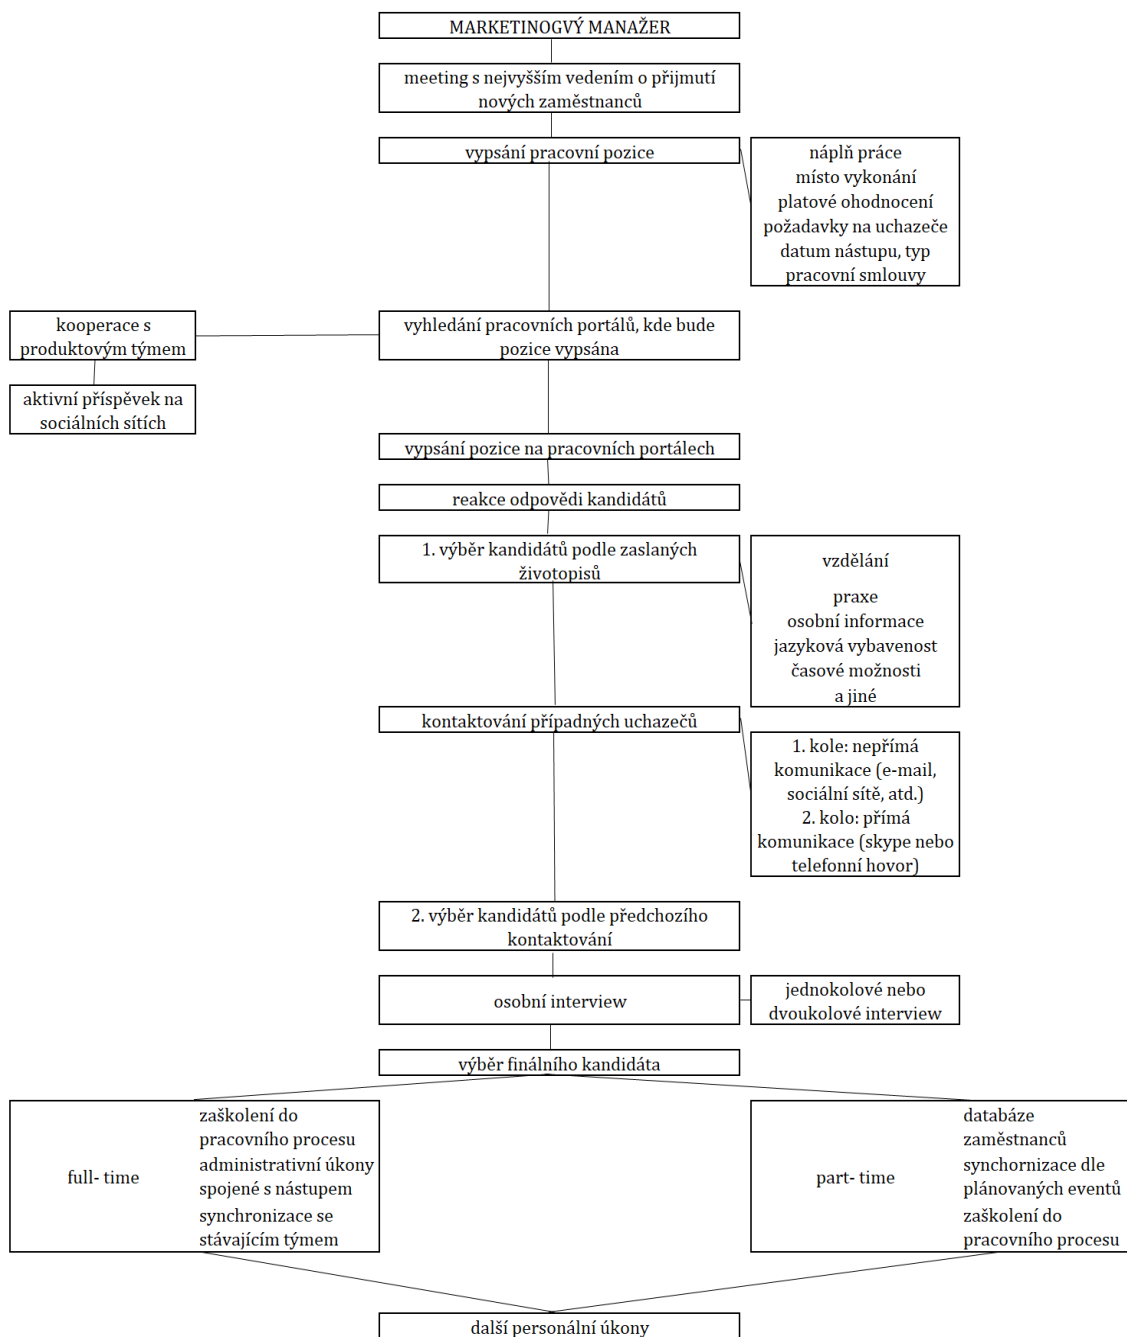 MARKETINOGVÝ MANAŽER
meeting s nejvyšším vedením o přijmutí
nových zaměstnanců
vypsání pracovní pozice
náplň práce
místo vykonání
platové ohodnocení
požadavky na uchazeče
datum nástupu, typ
pracovní smlouvy
kooperace s
produktovým týmem
vyhledání pracovních portálů, kde bude
pozice vypsána
aktivní příspěvek na
sociálních sítích
vypsání pozice na pracovních portálech
reakce odpovědi kandidátů
1. výběr kandidátů podle zaslaných
životopisů
vzdělání
praxe
osobní informace
jazyková vybavenost
časové možnosti
a jiné
kontaktování případných uchazečů
1. kole: nepřímá
komunikace (e-mail,
sociální sítě, atd.)
2. kolo: přímá
komunikace (skype nebo
telefonní hovor)
2. výběr kandidátů podle předchozího
kontaktování
osobní interview
jednokolové nebo
dvoukolové interview
výběr finálního kandidáta
full- time
zaškolení do
pracovního procesu
administrativní úkony
spojené s nástupem
synchronizace se
stávajícím týmem
part- time
databáze
zaměstnanců
synchornizace dle
plánovaných eventů
zaškolení do
pracovního procesu
další personální úkony